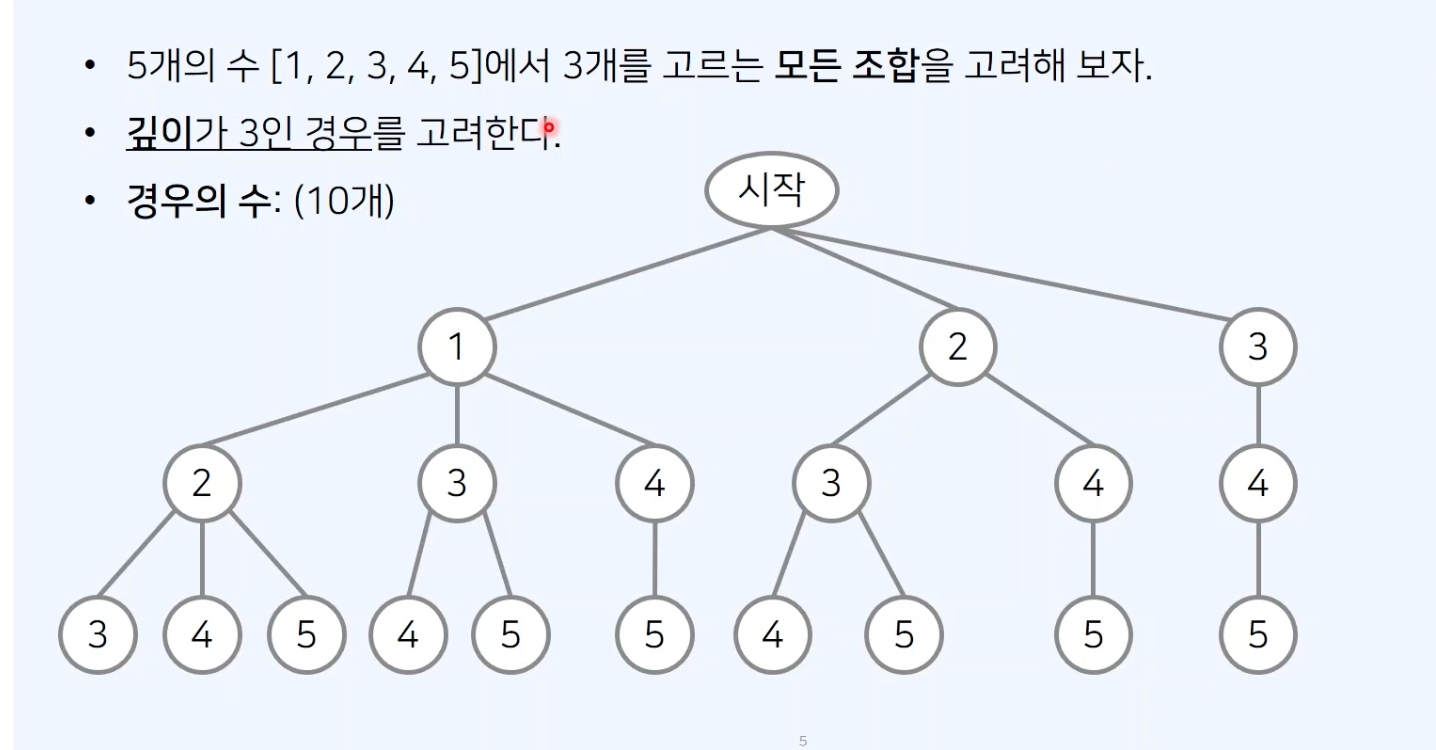 • 5개의 수 [1, 2, 3, 4, 5]에서 3개를 고르는 모든 조합을 고려해 보자.
• 깊이가 3인 경우를 고려한다.
• 경우의 수: (10개)
시작
1 2 3
2 3 4 3 4 4
3 4 5 4 5 5 4 5 5 5
5